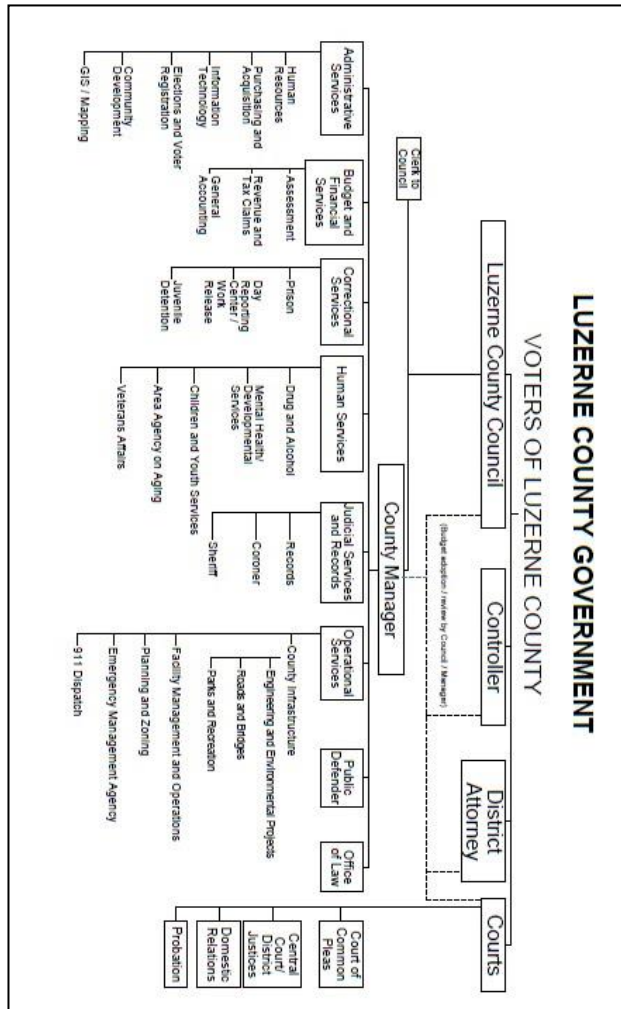 LUZERNE COUNTY GOVERNMENT
VOTERS OF LUZERNE COUNTY
Luzerne County Council
Controller
District
Attorney
Courts
(Budget adoption / review by Council / Manager)
Clerk to
Council
County Manager
Court of
Common
Pleas
Central
Court/
District
Justices
Domestic
Relations
Probation
Administrative
Services
Human
Resources
Purchasing and
Acquisition
Information
Technology
Elections and Voter
Registration
Community
Development
GIS / Mapping
Budget and
Financial
Services
Assessment
Revenue and
Tax Claims
General
Accounting
Correctional
Services
Prison
Day
Reporting
Center /
Work
Release
Juvenile
Detention
Human Services
Drug and Alcohol
Mental Health/
Developmental
Services
Children and Youth Services
Area Agency on Aging
Veterans Affairs
Judicial Services
and Records
Records
Coroner
Sheriff
Operational
Services
County Infrastructure
Engineering and Environmental Projects
Roads and Bridges
Parks and Recreation
Facility Management and Operations
Planning and Zoning
Emergency Management Agency
911 Dispatch
Public
Defender
Office
of Law